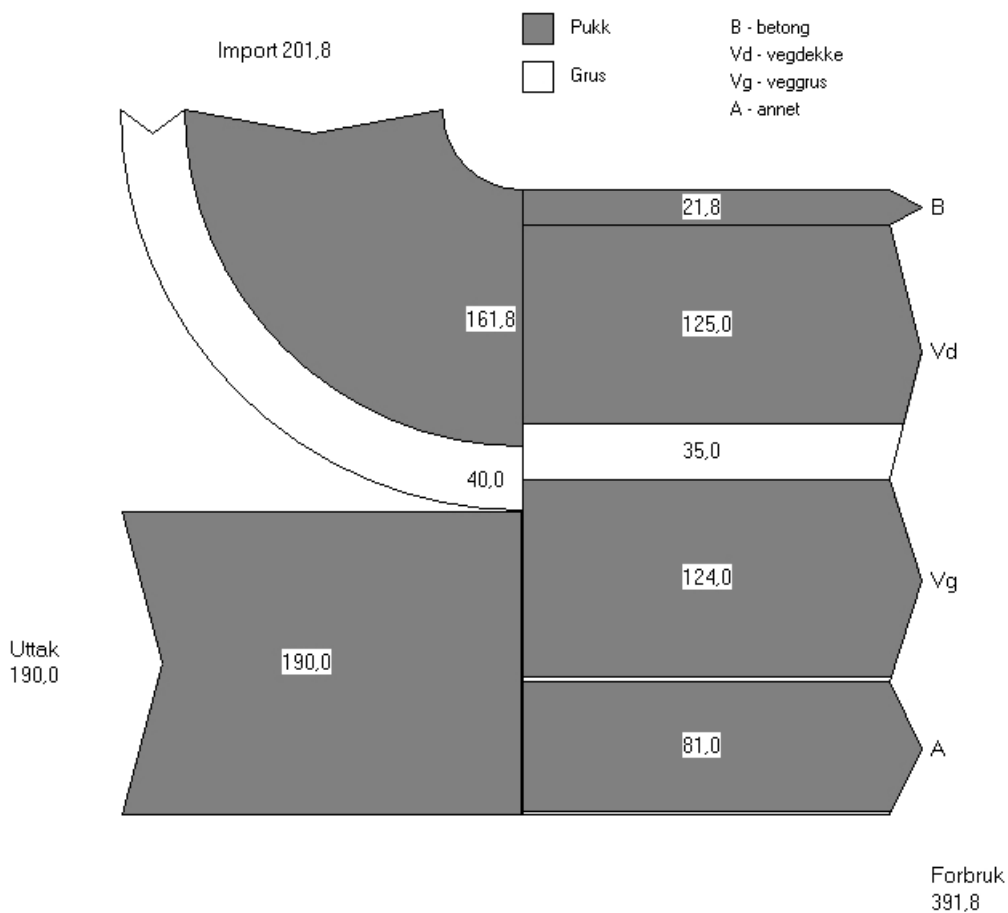 Import 201,8
Pukk
Grus
B - betong
Vd - vegdekke
Vg - veggrus
A - annet
21,8
B
161,8
125,0
Vd
40,0
35,0
124,0
Vg
Uttak
190,0
190,0
81,0
A
Forbruk
391,8